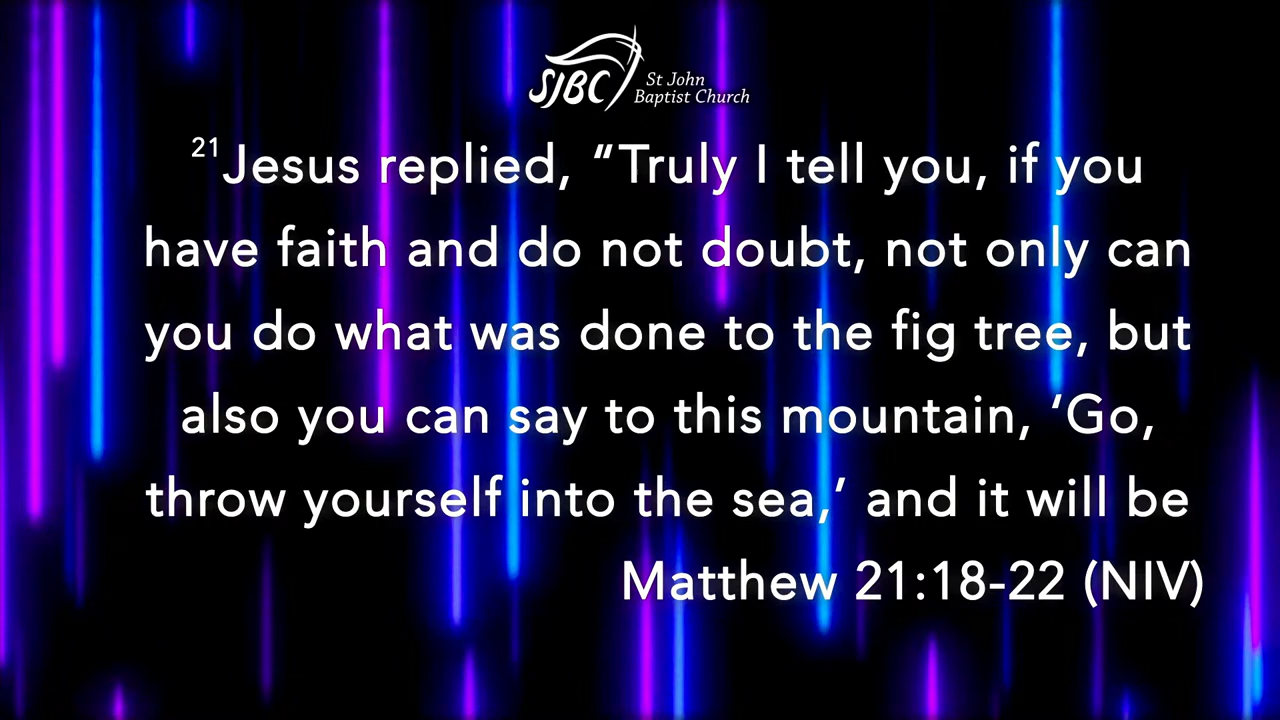 SJBC St John
Baptist Church
21Jesus replied, “Truly I tell you, if you
have faith and do not doubt, not only can
you do what was done to the fig tree, but
also you can say to this mountain, ‘Go,
throw yourself into the sea,’ and it will be
Matthew 21:18-22 (NIV)